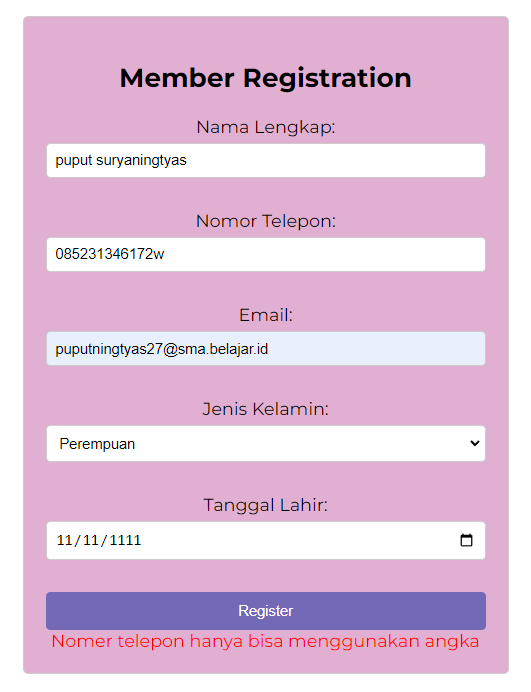 Member Registration
Nama Lengkap:
puput suryaningtyas
Nomor Telepon:
085231346172w
Email:
puputningtyas27@sma.belajar.id
Jenis Kelamin:
Perempuan
Tanggal Lahir:
11/11/1111
Register
Nomer telepon hanya bisa menggunakan angka